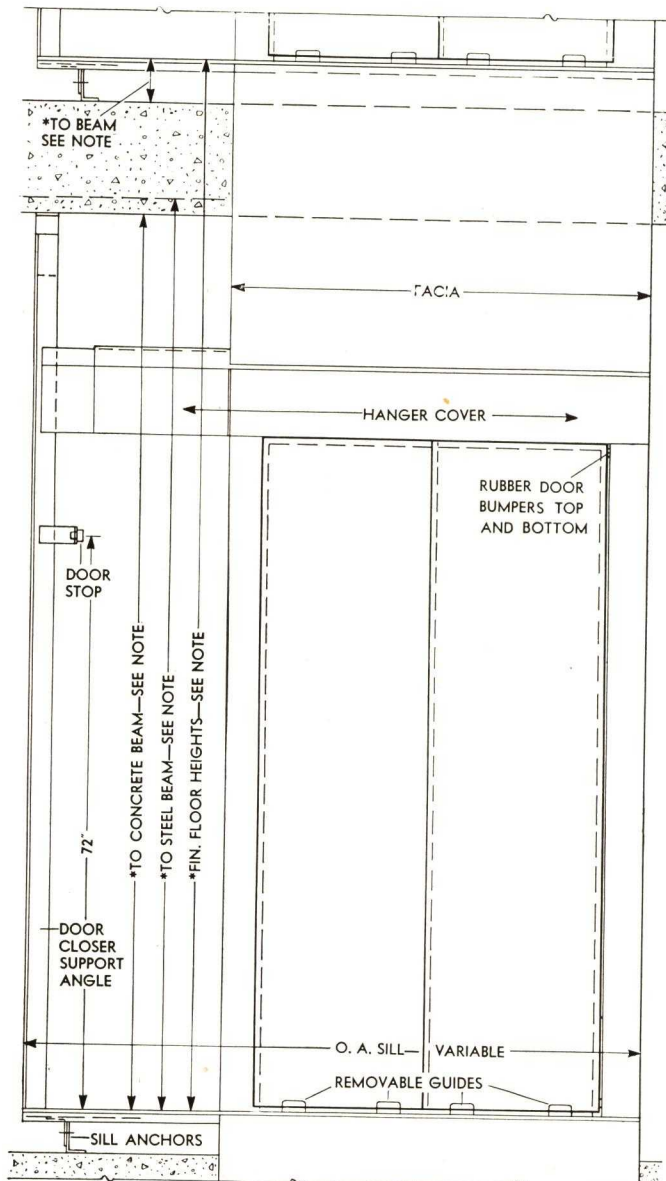 *TO BEAM
SEE NOTE
FACIA
HANGER COVER
RUBBER DOOR
BUMPERS TOP
AND BOTTOM
DOOR
STOP
72"
*TO CONCRETE BEAM—SEE NOTE
*TO STEEL BEAM—SEE NOTE
*FIN. FLOOR HEIGHTS—SEE NOTE
DOOR
CLOSER
SUPPORT
ANGLE
O. A. SILL— VARIABLE
REMOVABLE GUIDES
SILL ANCHORS